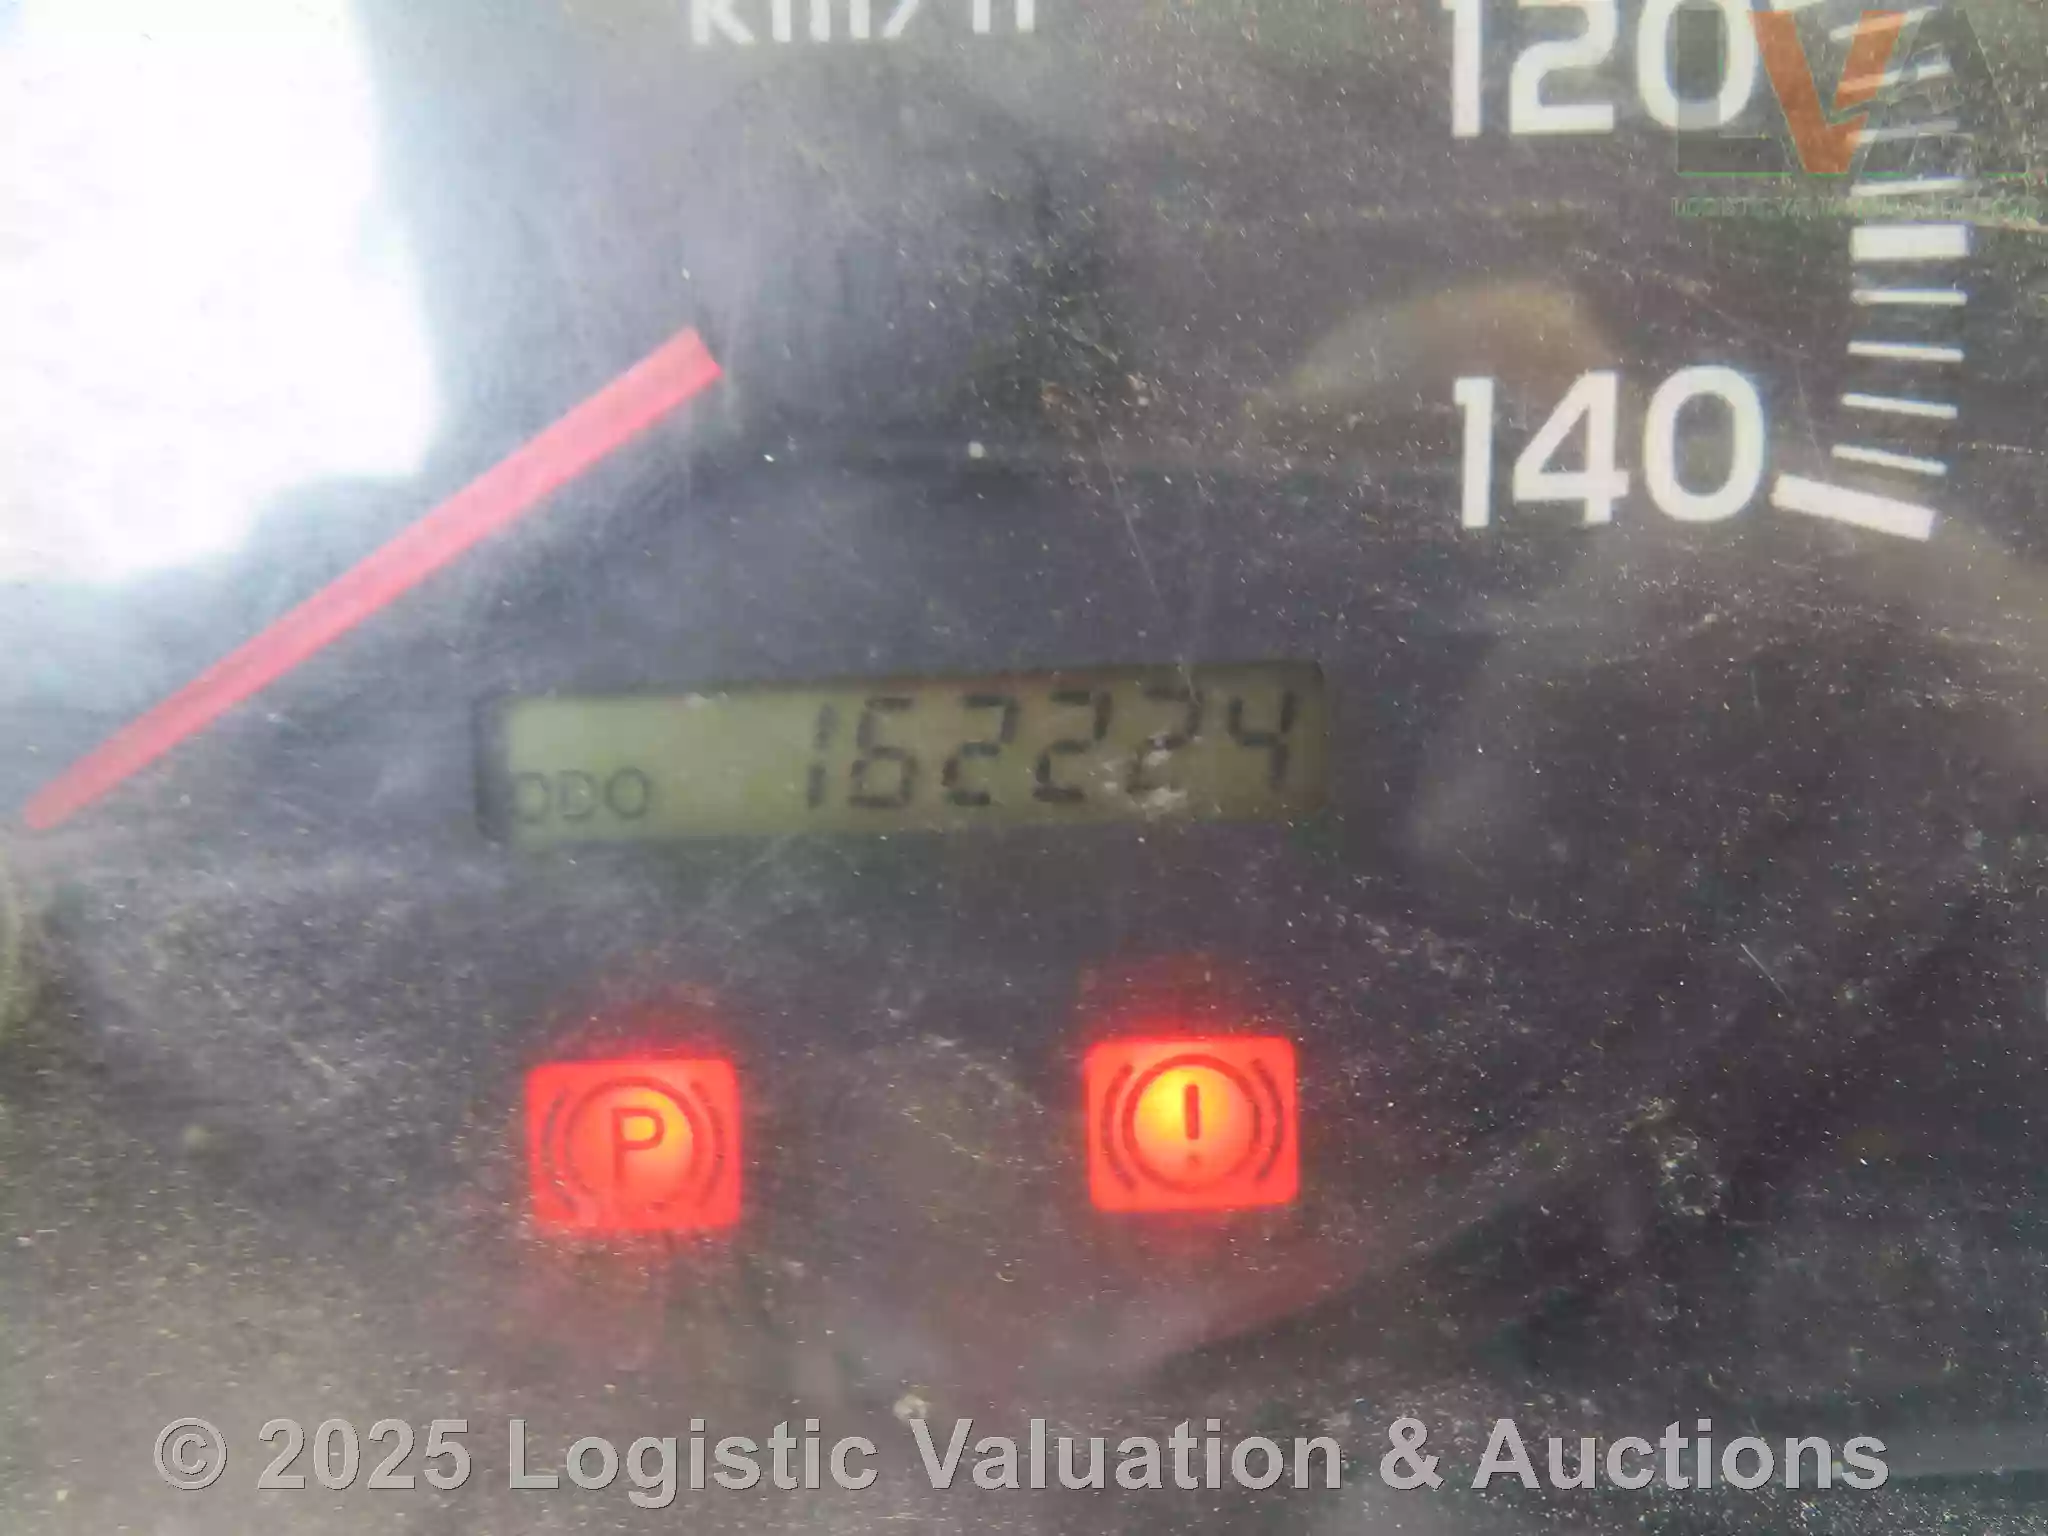 km/h
120
140
ODO 162224
P
!
© 2025 Logistic Valuation & Auctions